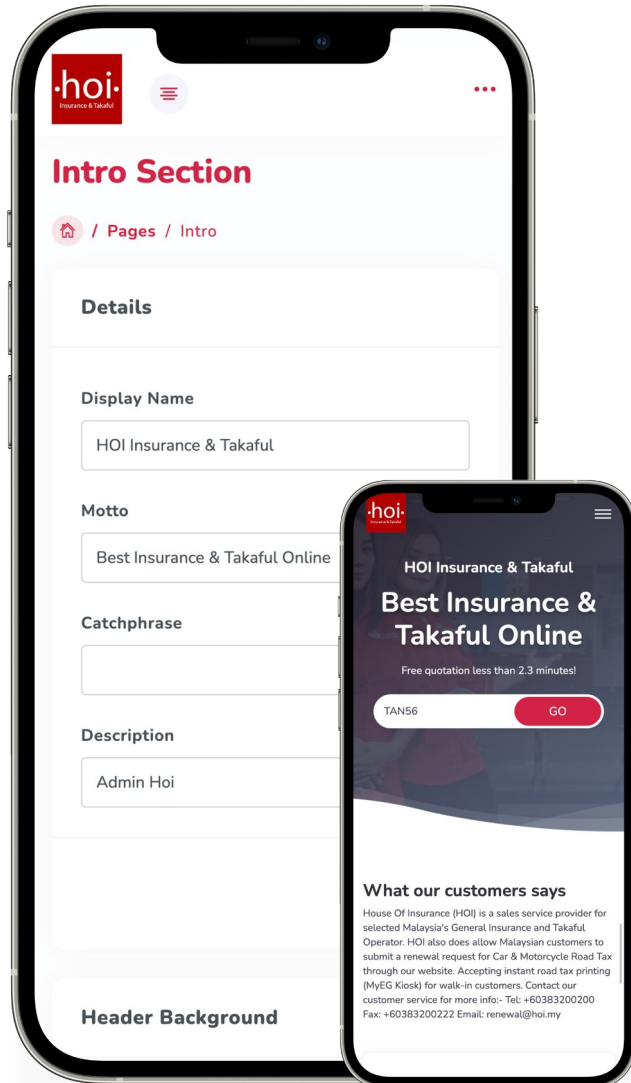 ·hoi·
Insurance & Takaful
Intro Section
/ Pages / Intro
Details
Display Name
HOI Insurance & Takaful
Motto
Best Insurance & Takaful Online
Catchphrase
Description
Admin Hoi
Header Background
·hoi·
Insurance & Takaful
HOI Insurance & Takaful
Best Insurance &
Takaful Online
Free quotation less than 2.3 minutes!
TAN56
GO
What our customers says
House Of Insurance (HOI) is a sales service provider for
selected Malaysia's General Insurance and Takaful
Operator. HOI also does allow Malaysian customers to
submit a renewal request for Car & Motorcycle Road Tax
through our website. Accepting instant road tax printing
(MyEG Kiosk) for walk-in customers. Contact our
customer service for more info:- Tel: +60383200200
Fax: +60383200222 Email: renewal@hoi.my